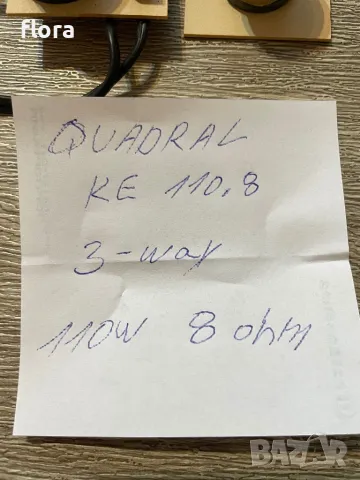 flora
QUADRAL
KE 110.8
3-way
110W 8 ohm
BAZAR